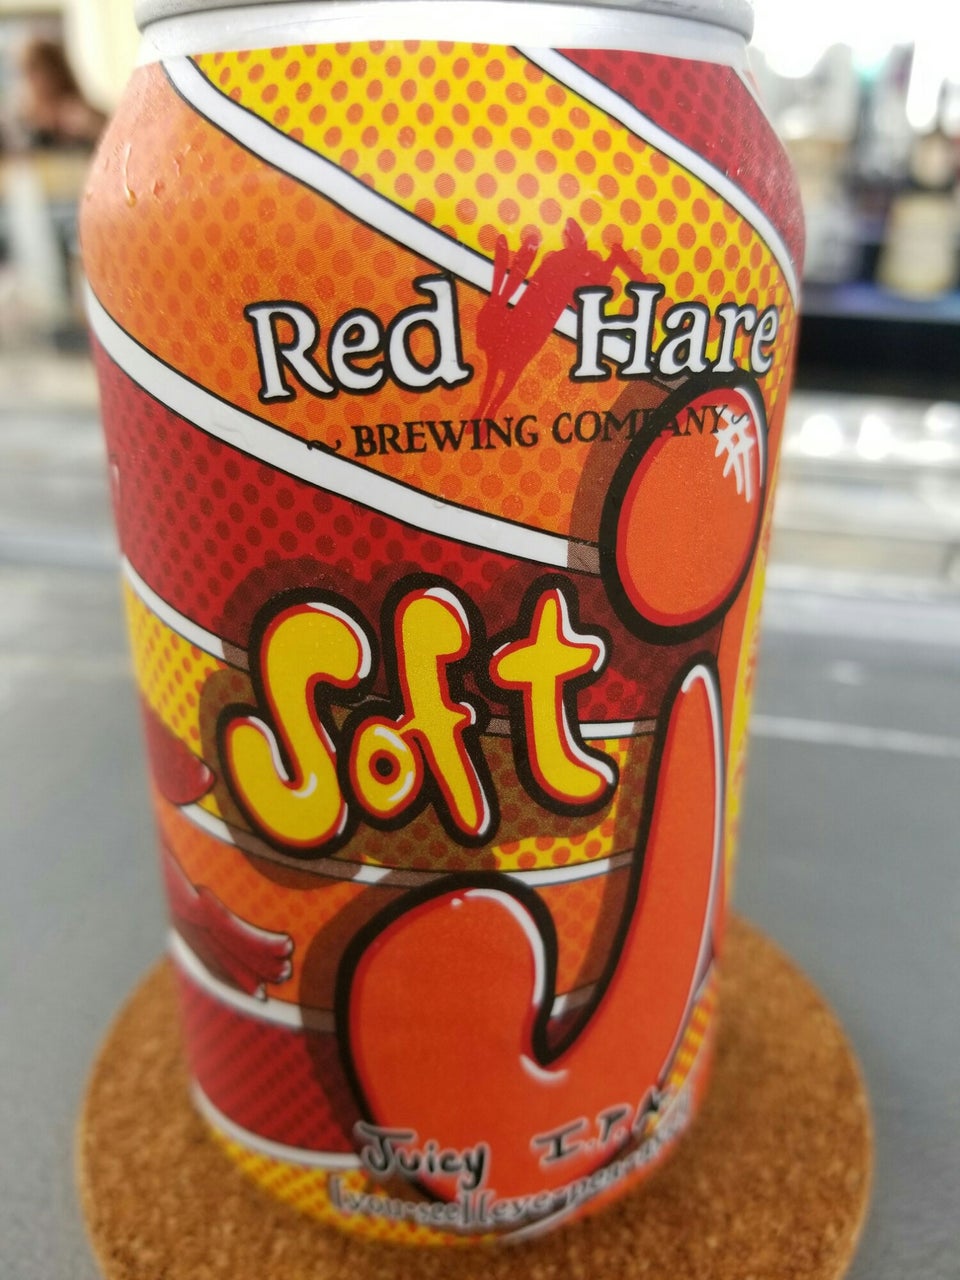 Red Hare
~ BREWING COMPANY ~
Soft
J
Juicy I.P.A.